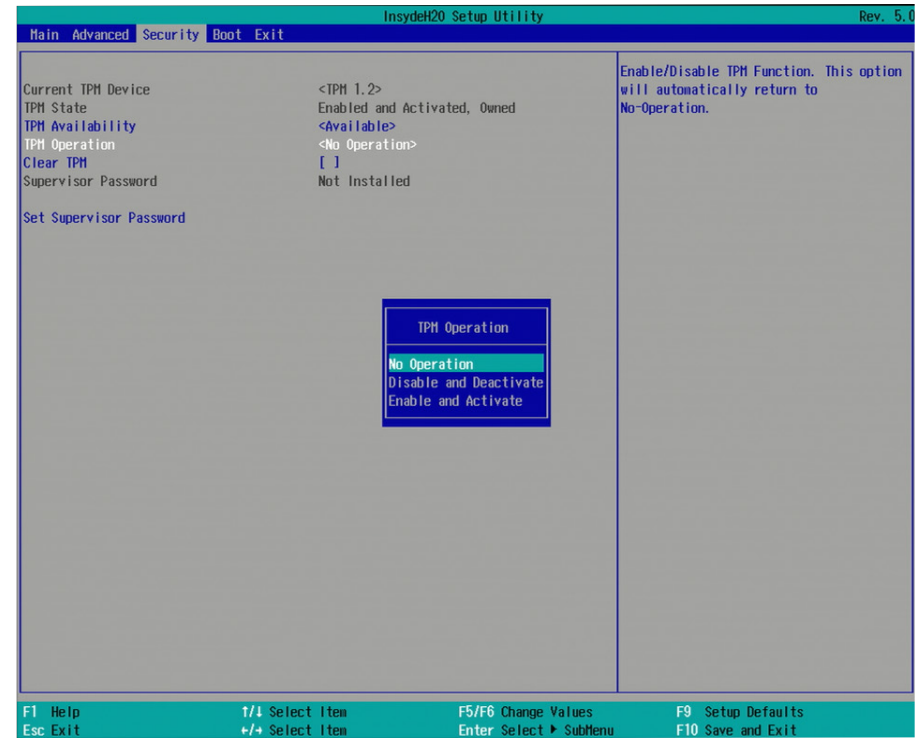 InsydeH20 Setup Utility Rev. 5.0
Main Advanced Security Boot Exit
Current TPM Device <TPM 1.2>
TPM State Enabled and Activated, Owned
TPM Availability <Available>
TPM Operation <No Operation>
Clear TPM [ ]
Supervisor Password Not Installed
Set Supervisor Password
Enable/Disable TPM Function. This option
will automatically return to
No-Operation.
TPM Operation
No Operation
Disable and Deactivate
Enable and Activate
F1 Help ↑/↓ Select Item F5/F6 Change Values F9 Setup Defaults
Esc Exit ←/→ Select Item Enter Select ▶ SubMenu F10 Save and Exit